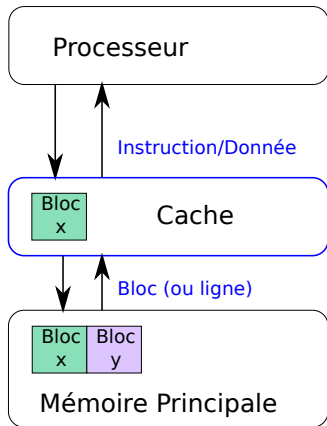 Processeur
Instruction/Donnée
Bloc
x
Cache
Bloc (ou ligne)
Bloc Bloc
x y
Mémoire Principale